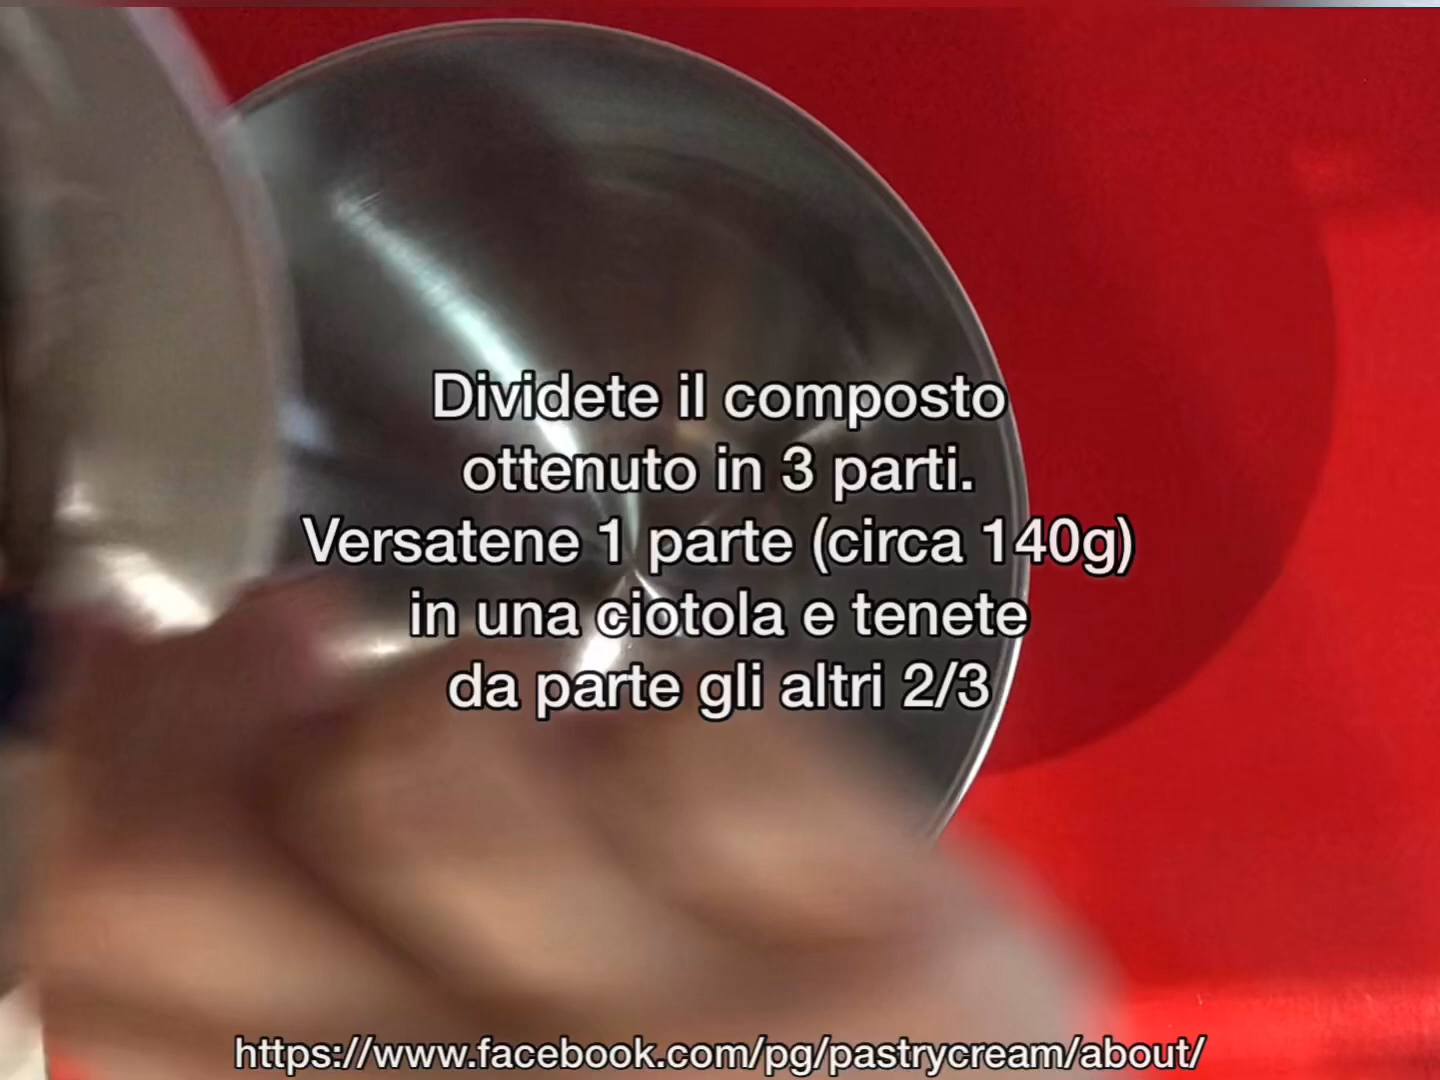 Dividete il composto
ottenuto in 3 parti.
Versatene 1 parte (circa 140g)
in una ciotola e tenete
da parte gli altri 2/3
https://www.facebook.com/pg/pastrycream/about/